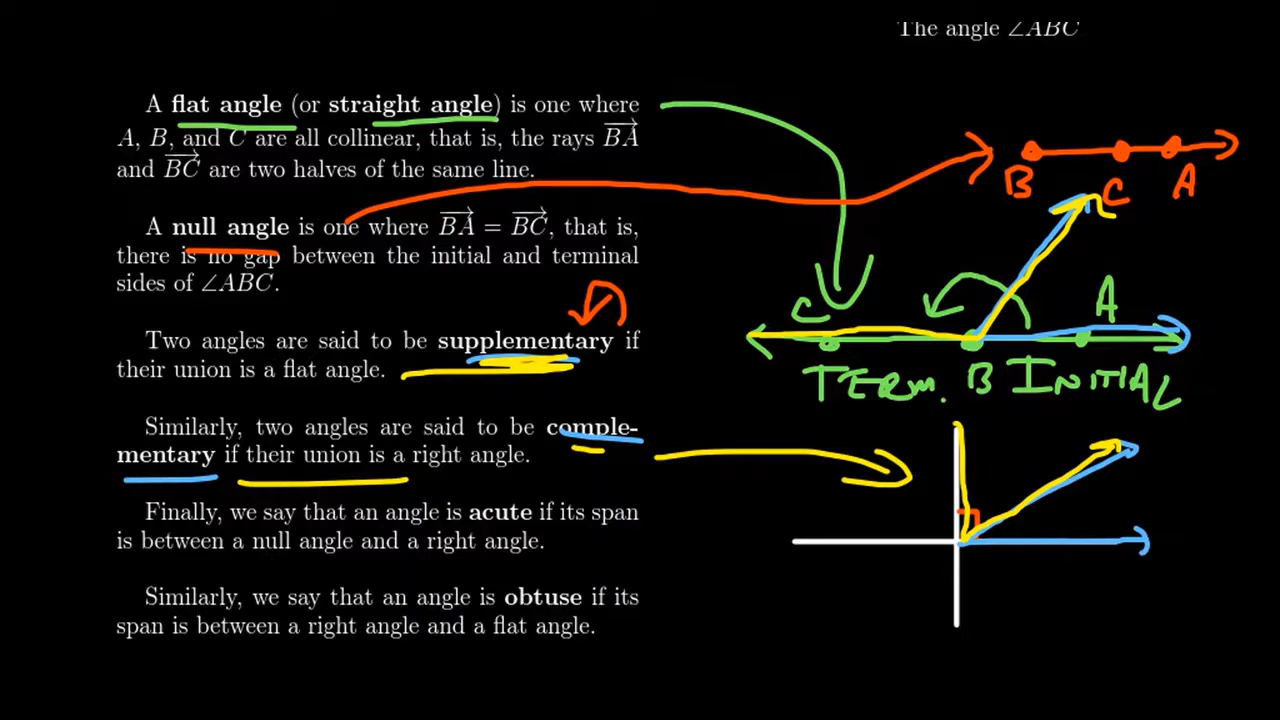 The angle ∠ABC
A flat angle (or straight angle) is one where
A, B, and C are all collinear, that is, the rays $\overrightarrow{BA}$
and $\overrightarrow{BC}$ are two halves of the same line.
A null angle is one where $\overrightarrow{BA}$ = $\overrightarrow{BC}$, that is,
there is no gap between the initial and terminal
sides of ∠ABC.
Two angles are said to be supplementary if
their union is a flat angle.
Similarly, two angles are said to be comple-
mentary if their union is a right angle.
Finally, we say that an angle is acute if its span
is between a null angle and a right angle.
Similarly, we say that an angle is obtuse if its
span is between a right angle and a flat angle.
B C A
C A
TERM. B INITIAL